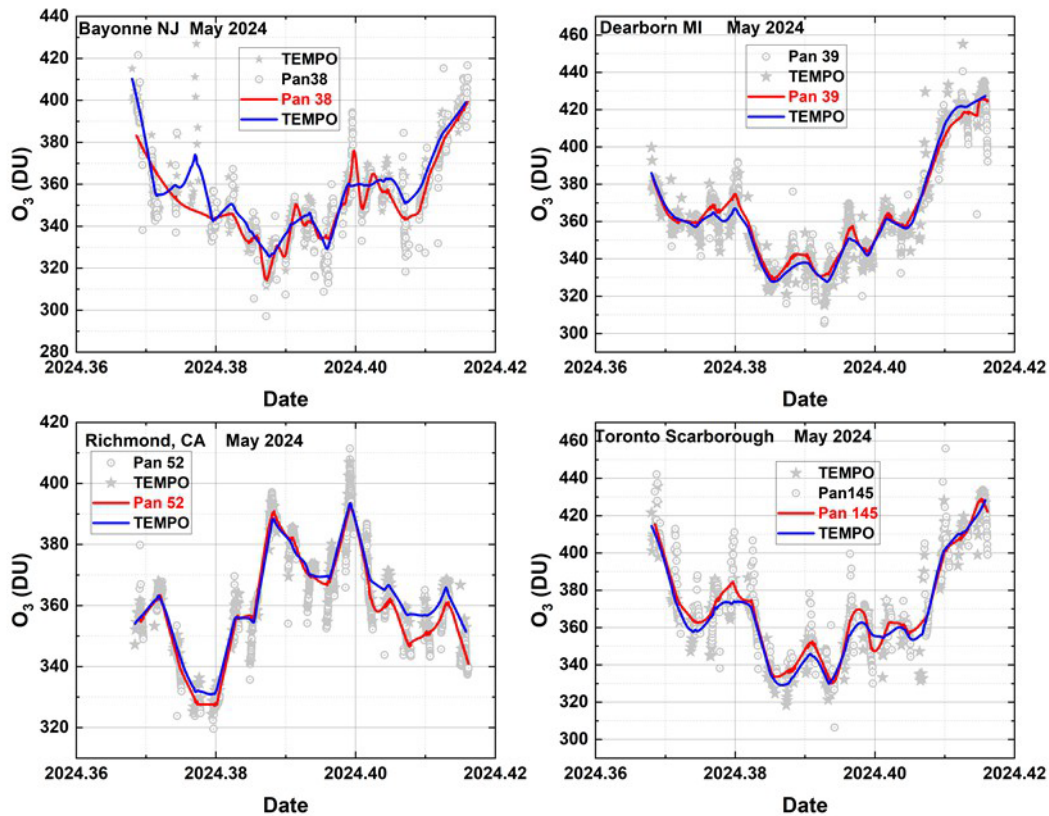 Bayonne NJ May 2024
TEMPO
Pan38
Pan 38
TEMPO
O3 (DU)
440
420
400
380
360
340
320
300
280
2024.36
2024.38
2024.40
2024.42
Date
Dearborn MI May 2024
Pan 39
TEMPO
Pan 39
TEMPO
O3 (DU)
460
440
420
400
380
360
340
320
300
2024.36
2024.38
2024.40
2024.42
Date
Richmond, CA May 2024
Pan 52
TEMPO
Pan 52
TEMPO
O3 (DU)
420
400
380
360
340
320
2024.36
2024.38
2024.40
2024.42
Date
Toronto Scarborough May 2024
TEMPO
Pan145
Pan 145
TEMPO
O3 (DU)
460
440
420
400
380
360
340
320
300
2024.36
2024.38
2024.40
2024.42
Date